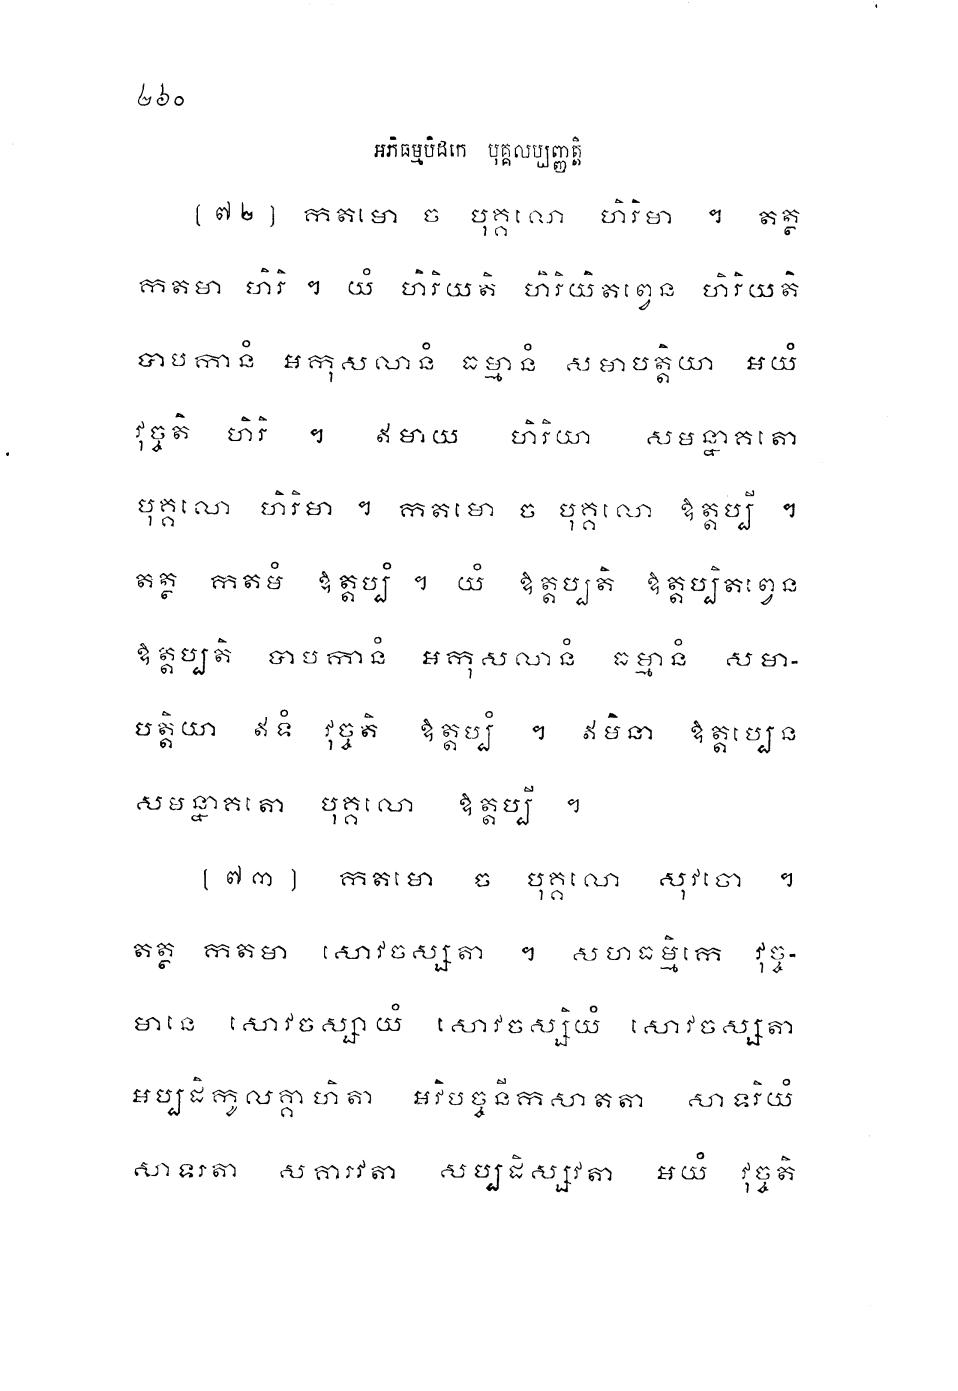 ៤៦០
អភិធម្មបិដកេ បុគ្គលប្បញ្ញត្តិ
[ ៧២ ] កតមោ ច បុគ្គលោ ហិរិមា ។ តត្ថ
កតមា ហិរិ ។ យំ ហិរិយតិ ហិរិយិតព្វេន ហិរិយតិ
បាបកានំ អកុសលានំ ធម្មានំ សមាបត្តិយា អយំ
វុច្ចតិ ហិរិ ។ ឥមាយ ហិរិយា សមន្នាគតោ
បុគ្គលោ ហិរិមា ។ កតមោ ច បុគ្គលោ ឱត្តប្បី ។
តត្ថ កតមំ ឱត្តប្បំ ។ យំ ឱត្តប្បតិ ឱត្តប្បិតព្វេន
ឱត្តប្បតិ បាបកានំ អកុសលានំ ធម្មានំ សមា-
បត្តិយា ឥទំ វុច្ចតិ ឱត្តប្បំ ។ ឥមិនា ឱត្តប្បេន
សមន្នាគតោ បុគ្គលោ ឱត្តប្បី ។
[ ៧៣ ] កតមោ ច បុគ្គលោ សុវចោ ។
តត្ថ កតមា សោវចស្សតា ។ សហធម្មិកេ វុច្ច-
មានេ សោវចស្សាយំ សោវចស្សិយំ សោវចស្សតា
អប្បដិកូលគ្គាហិតា អវិបច្ចនីកសាតតា សាទរិយំ
សាទរតា សគារវតា សប្បដិស្សវតា អយំ វុច្ចតិ